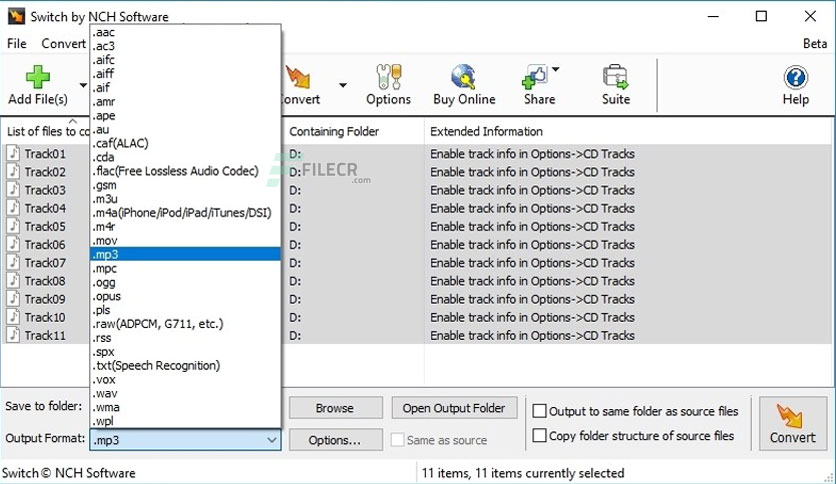 Switch by NCH Software
File Convert Beta
Add File(s) Convert Options Buy Online Share Suite Help
List of files to co Containing Folder Extended Information
Track01 D: Enable track info in Options->CD Tracks
Track02 D: Enable track info in Options->CD Tracks
Track03 D: Enable track info in Options->CD Tracks
Track04 D: Enable track info in Options->CD Tracks
Track05 D: Enable track info in Options->CD Tracks
Track06 D: Enable track info in Options->CD Tracks
Track07 D: Enable track info in Options->CD Tracks
Track08 D: Enable track info in Options->CD Tracks
Track09 D: Enable track info in Options->CD Tracks
Track10 D: Enable track info in Options->CD Tracks
Track11 D: Enable track info in Options->CD Tracks
FILECR
.com
.aac
.ac3
.aifc
.aiff
.aif
.amr
.ape
.au
.caf(ALAC)
.cda
.flac(Free Lossless Audio Codec)
.gsm
.m3u
.m4a(iPhone/iPod/iPad/iTunes/DSI)
.m4r
.mov
.mp3
.mpc
.ogg
.opus
.pls
.raw(ADPCM, G711, etc.)
.rss
.spx
.txt(Speech Recognition)
.vox
.wav
.wma
.wpl
Save to folder: Browse Open Output Folder Output to same folder as source files
Output Format: .mp3 Options... Same as source Copy folder structure of source files
Convert
Switch © NCH Software 11 items, 11 items currently selected